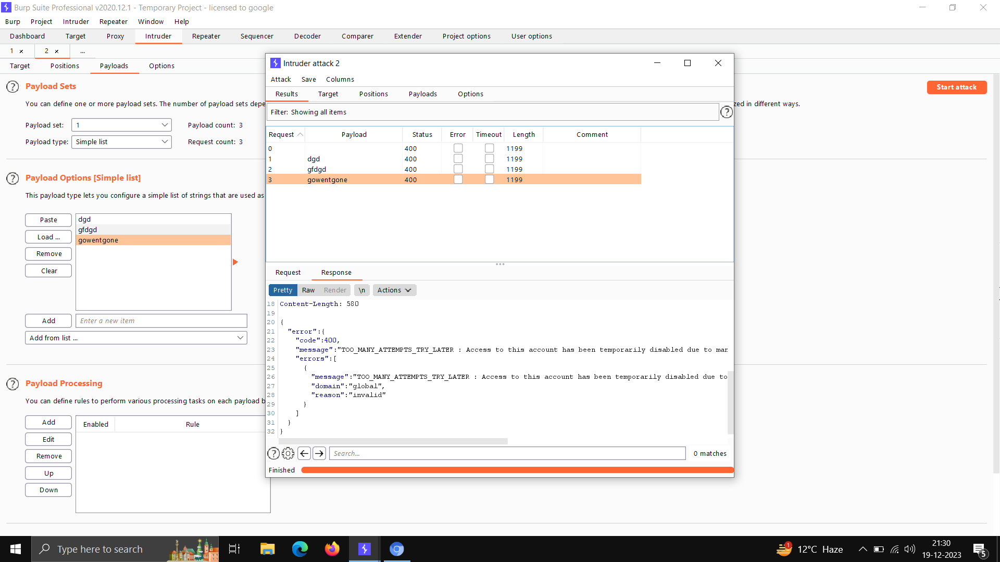 Burp Suite Professional v2020.12.1 - Temporary Project - licensed to google
Burp Project Intruder Repeater Window Help
Dashboard Target Proxy Intruder Repeater Sequencer Decoder Comparer Extender Project options User options
1 × 2 × ...
Target Positions Payloads Options
Payload Sets
Start attack
You can define one or more payload sets. The number of payload sets depe
zed in different ways.
Payload set: 1 Payload count: 3
Payload type: Simple list Request count: 3
Payload Options [Simple list]
This payload type lets you configure a simple list of strings that are used as
Paste
Load ...
Remove
Clear
dgd
gfdgd
gowentgone
Add Enter a new item
Add from list ...
Payload Processing
You can define rules to perform various processing tasks on each payload b
Add
Edit
Remove
Up
Down
Enabled Rule
Intruder attack 2
Attack Save Columns
Results Target Positions Payloads Options
Filter: Showing all items
Request Payload Status Error Timeout Length Comment
0 400 1199
1 dgd 400 1199
2 gfdgd 400 1199
3 gowentgone 400 1199
Request Response
Pretty Raw Render \n Actions
18 Content-Length: 580
19
20 {
21 "error":{
22 "code":400,
23 "message":"TOO_MANY_ATTEMPTS_TRY_LATER : Access to this account has been temporarily disabled due to man
24 "errors":[
25 {
26 "message":"TOO_MANY_ATTEMPTS_TRY_LATER : Access to this account has been temporarily disabled due to
27 "domain":"global",
28 "reason":"invalid"
29 }
30 ]
31 }
32 }
Search... 0 matches
Finished
Type here to search
1
12°C Haze
21:30
19-12-2023
5